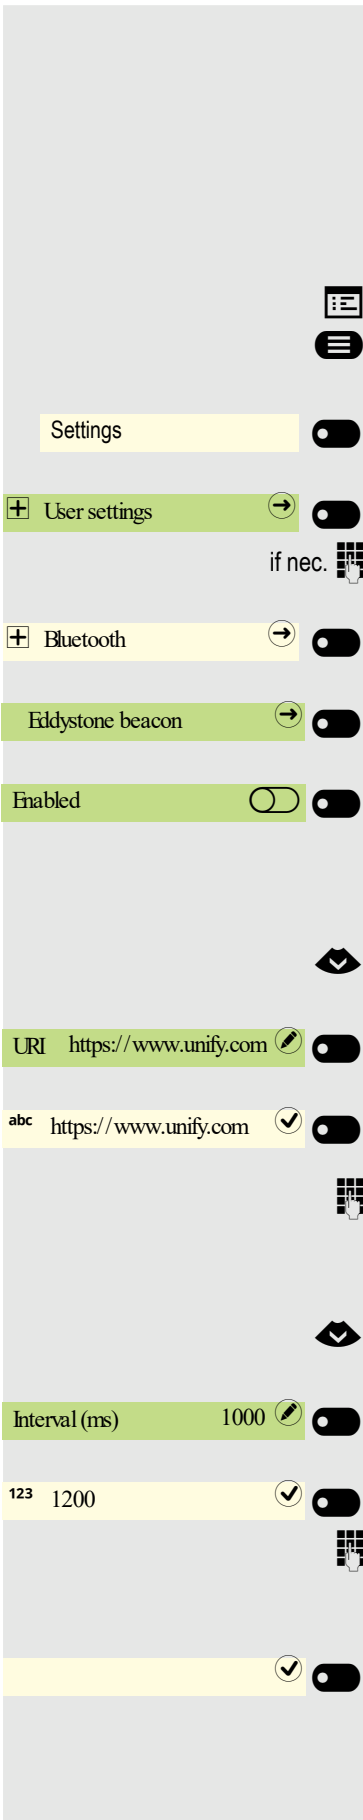 Settings
User settings
if nec.
Bluetooth
Eddystone beacon
Enabled
URI https://www.unify.com
abc https://www.unify.com
Interval (ms) 1000
123 1200